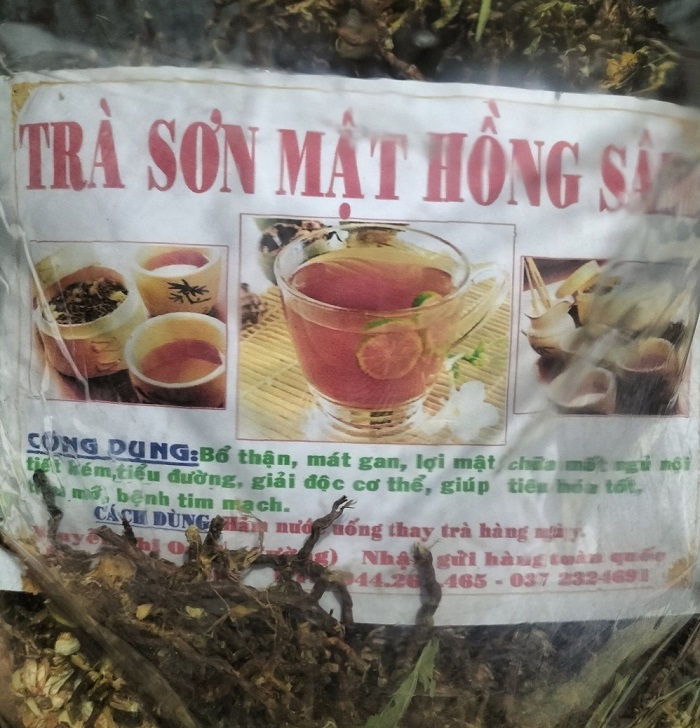 TRÀ SƠN MẬT HỒNG SÂM
CÔNG DỤNG: Bổ thận, mát gan, lợi mật chữa mất ngủ nội
tiết kém, tiểu đường, giải độc cơ thể, giúp tiêu hóa tốt,
mỡ, bệnh tim mạch.
CÁCH DÙNG: Hãm nước uống thay trà hàng ngày.
gửi hàng toàn quốc
465 - 037 2324691